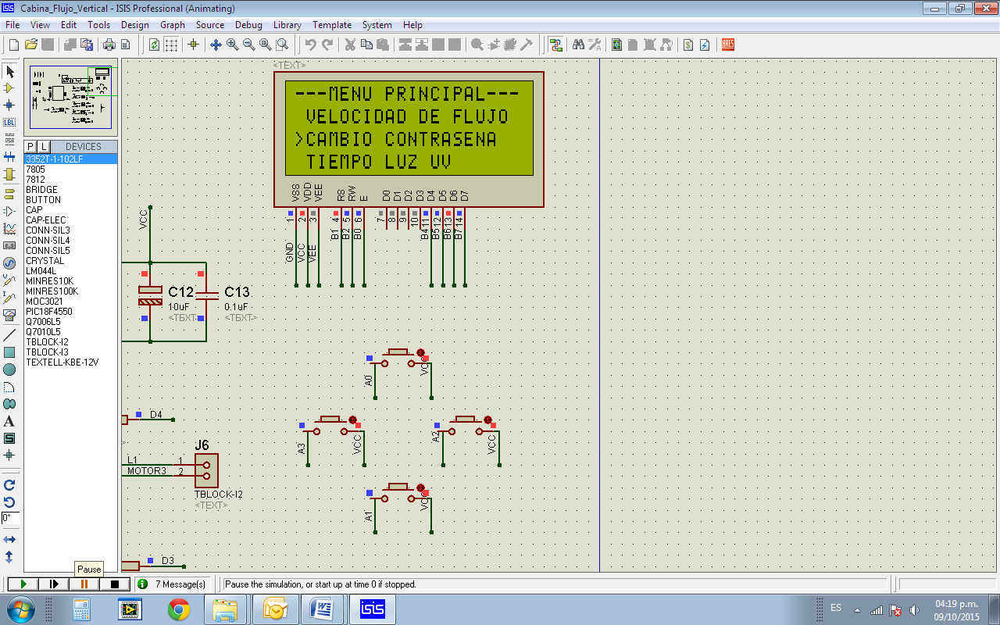 Cabina_Flujo_Vertical - ISIS Professional (Animating)
File View Edit Tools Design Graph Source Debug Library Template System Help
<TEXT>
---MENU PRINCIPAL---
VELOCIDAD DE FLUJO
>CAMBIO CONTRASENA
TIEMPO LUZ UV
VSS VDD VEE RS RW E D0 D1 D2 D3 D4 D5 D6 D7
1 2 3 4 5 6 7 8 9 10 11 12 13 14
GND VCC VEE B1 B2 B0 B4 B5 B6 B7
P L DEVICES
3352T-1-102LF
7805
7812
BRIDGE
BUTTON
CAP
CAP-ELEC
CONN-SIL3
CONN-SIL4
CONN-SIL5
CRYSTAL
LM044L
MINRES10K
MINRES100K
MOC3021
PIC18F4550
Q7006L5
Q7010L5
TBLOCK-I2
TBLOCK-I3
TEXTELL-KBE-12V
LBL
A
S
0°
VCC
C12
10uF
<TEXT>
C13
0.1uF
<TEXT>
A0 VCC
A3 VCC
A2 VCC
A1 VCC
D4
J6
L1 1
MOTOR3 2
TBLOCK-I2
<TEXT>
D3
Pause
7 Message(s)
Pause the simulation, or start up at time 0 if stopped.
ARES
isis
ES
04:19 p.m.
09/10/2015